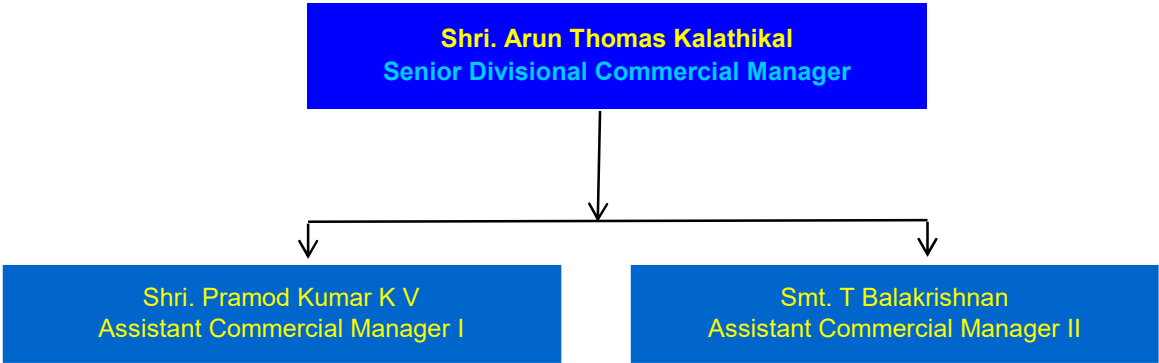 Shri. Arun Thomas Kalathikal
Senior Divisional Commercial Manager
Shri. Pramod Kumar K V
Assistant Commercial Manager I
Smt. T Balakrishnan
Assistant Commercial Manager II